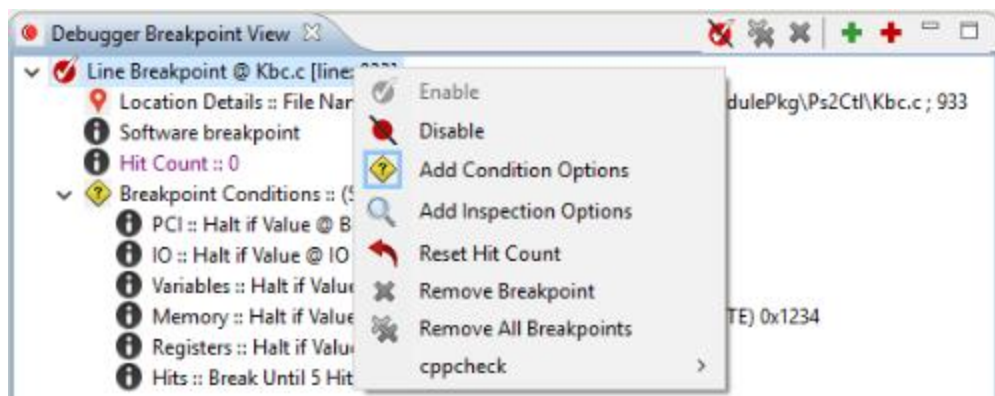 Debugger Breakpoint View
Line Breakpoint @ Kbc.c [line:
Location Details :: File Nar dulePkg\Ps2Ctl\Kbc.c ; 933
Software breakpoint
Hit Count :: 0
Breakpoint Conditions :: (
PCI :: Halt if Value @ B
IO :: Halt if Value @ IO
Variables :: Halt if Value
Memory :: Halt if Value TE) 0x1234
Registers :: Halt if Valu
Hits :: Break Until 5 Hit
Enable
Disable
Add Condition Options
Add Inspection Options
Reset Hit Count
Remove Breakpoint
Remove All Breakpoints
cppcheck